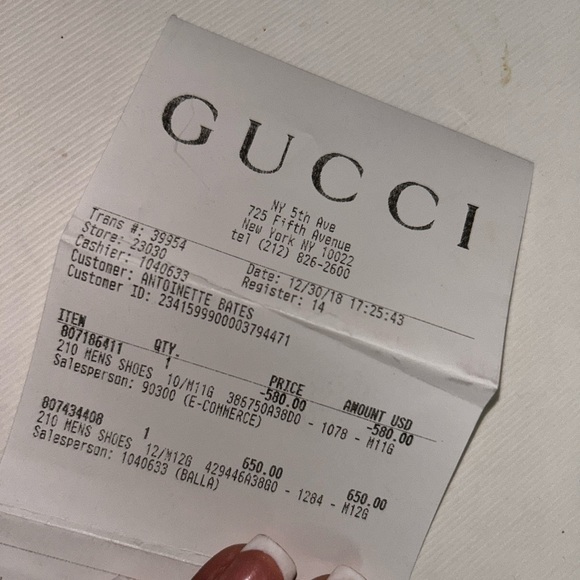 GUCCI
NY 5th Ave
725 Fifth Avenue
New York NY 10022
tel (212) 826-2600
Trans #: 39954
Store: 23030 Date: 12/30/18 17:25:43
Cashier: 1040633 Register: 14
Customer: ANTOINETTE BATES
Customer ID: 2341599900003794471
ITEM QTY. PRICE AMOUNT USD
807186411 1 -580.00 -580.00
210 MENS SHOES 10/M11G 386750A38D0 - 1078 - M11G
Salesperson: 90300 (E-COMMERCE)
807434408 1 650.00 650.00
210 MENS SHOES 12/M12G 429446A38G0 - 1284 - M12G
Salesperson: 1040633 (BALLA)